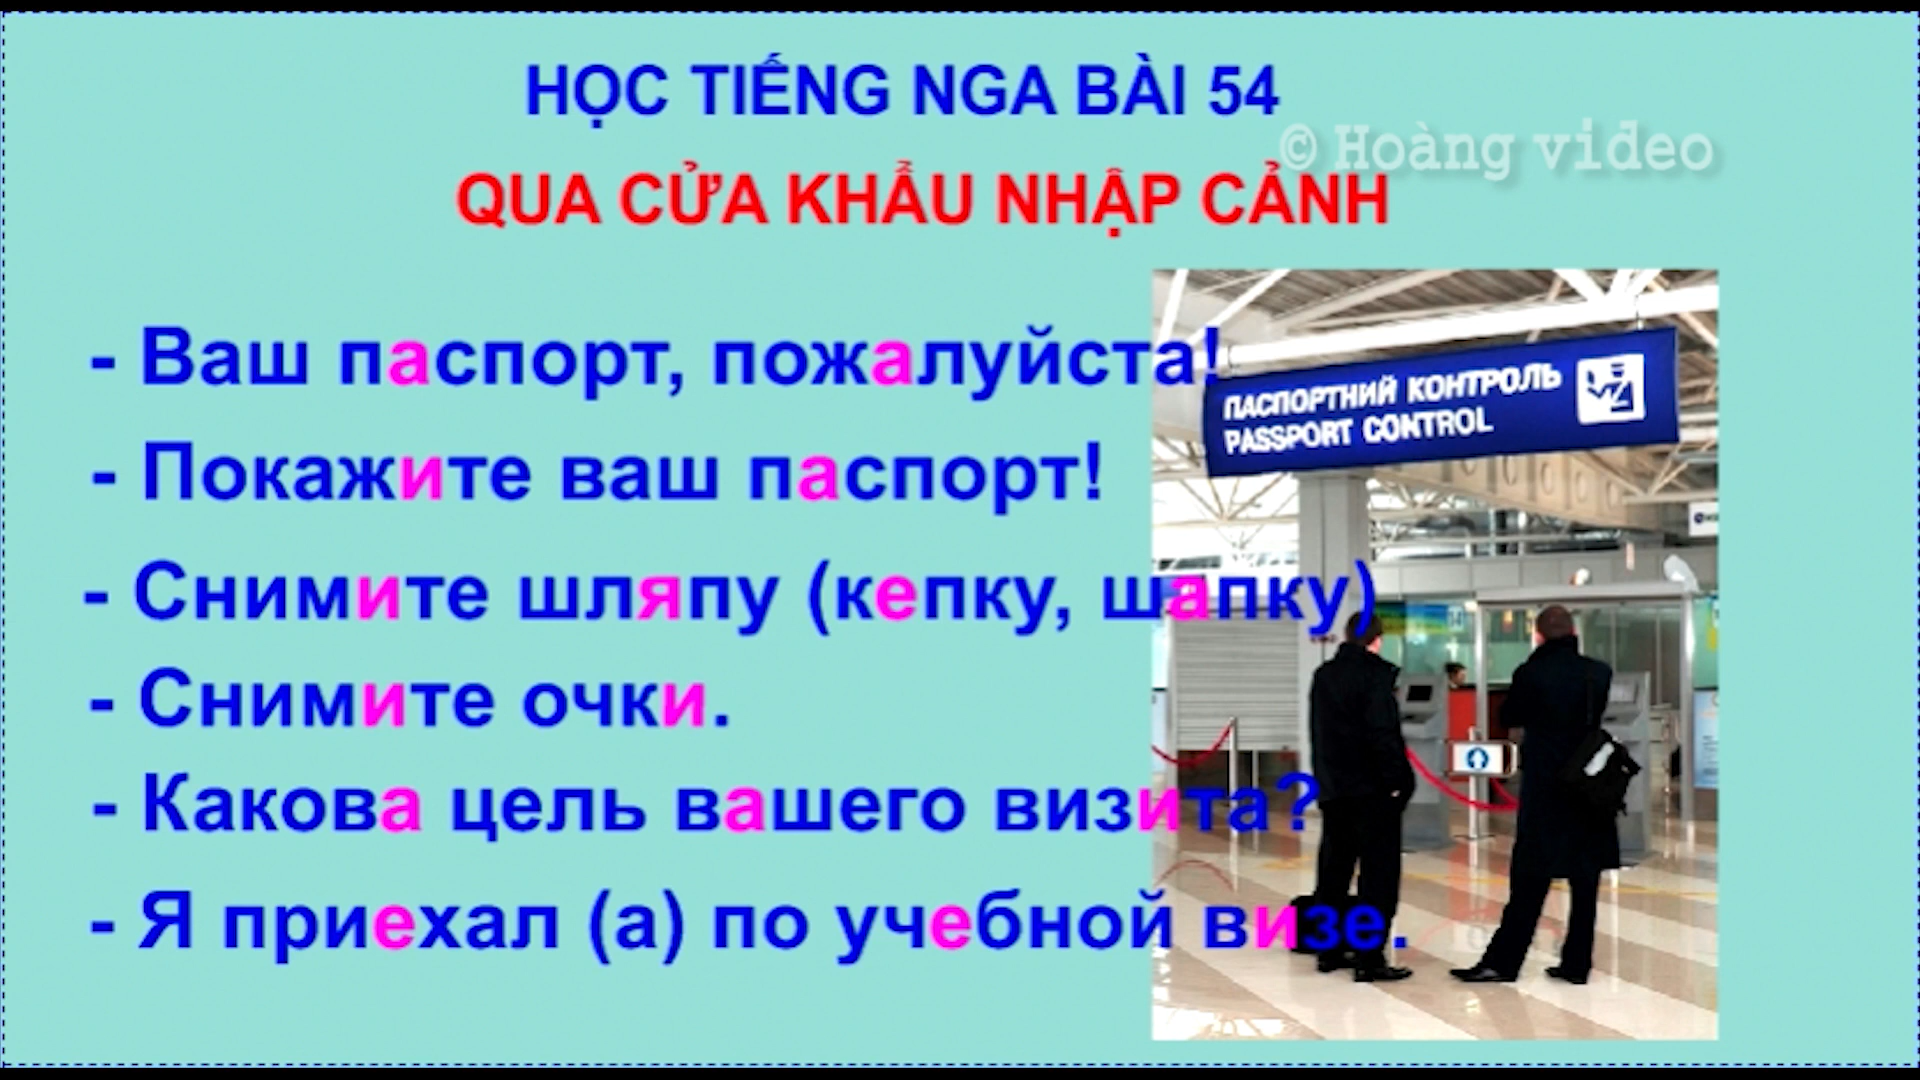 HỌC TIẾNG NGA BÀI 54
© Hoàng video
QUA CỬA KHẨU NHẬP CẢNH
- Ваш паспорт, пожалуйста!
ПАСПОРТНИЙ КОНТРОЛЬ
PASSPORT CONTROL
- Покажите ваш паспорт!
- Снимите шляпу (кепку, шапку)
- Снимите очки.
- Какова цель вашего визита?
- Я приехал (а) по учебной визе.